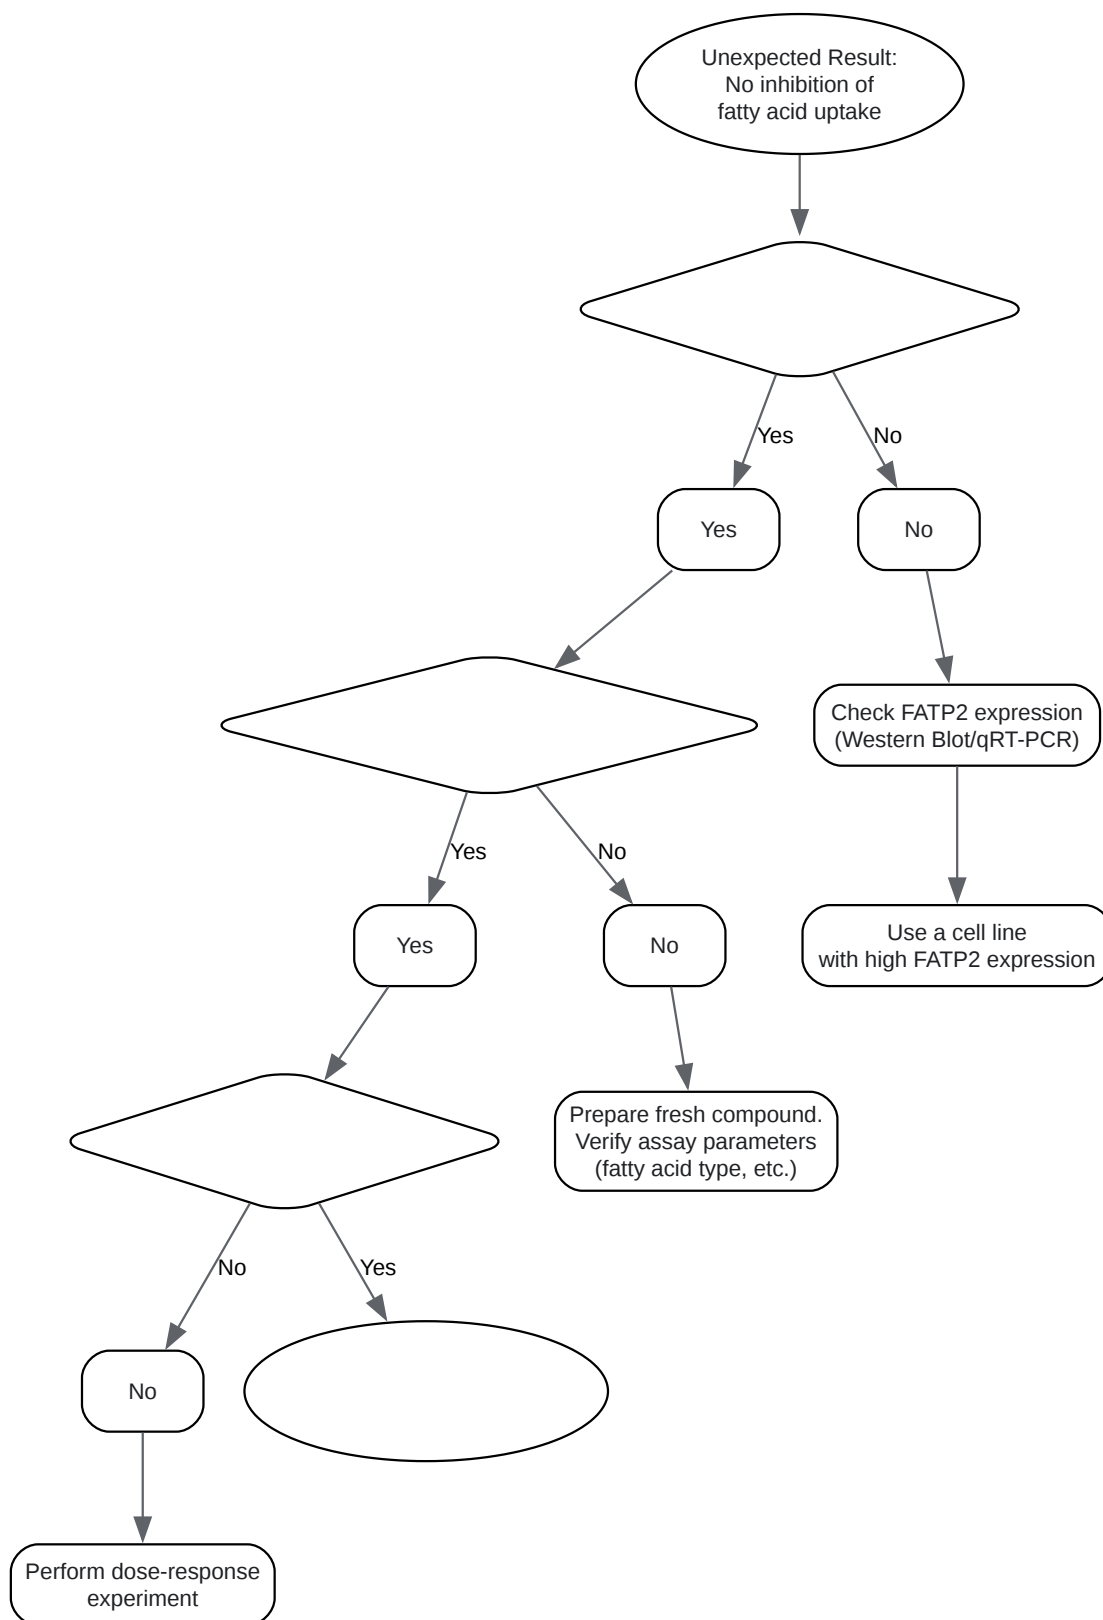 Unexpected Result:
No inhibition of
fatty acid uptake
Yes
No
Yes
No
Check FATP2 expression
(Western Blot/qRT-PCR)
Yes
No
Yes
No
Use a cell line
with high FATP2 expression
Prepare fresh compound.
Verify assay parameters
(fatty acid type, etc.)
No
Yes
No
Perform dose-response
experiment